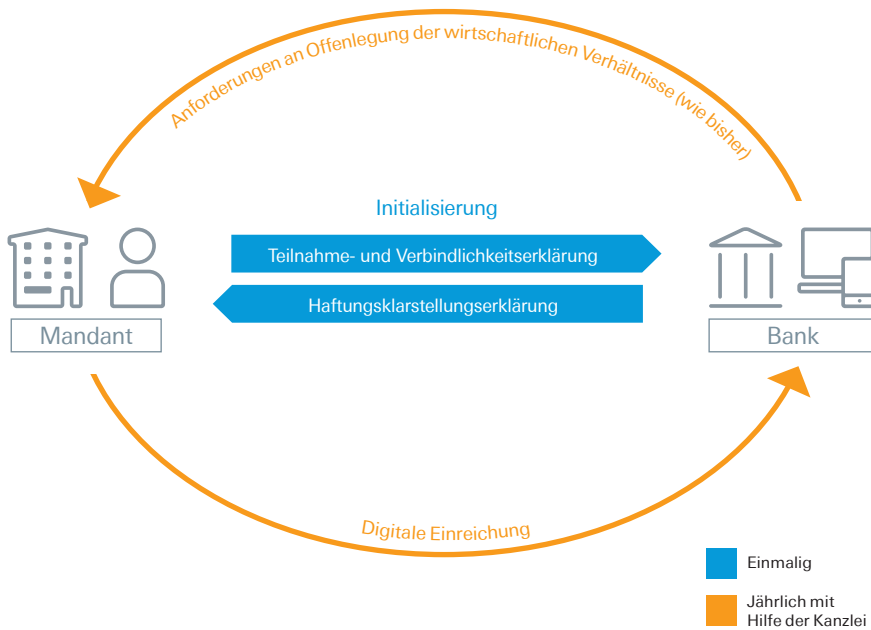 Anforderungen an Offenlegung der wirtschaftlichen Verhältnisse (wie bisher)
Initialisierung
Teilnahme- und Verbindlichkeitserklärung
Haftungsklarstellungserklärung
Mandant
Bank
Digitale Einreichung
Einmalig
Jährlich mit
Hilfe der Kanzlei